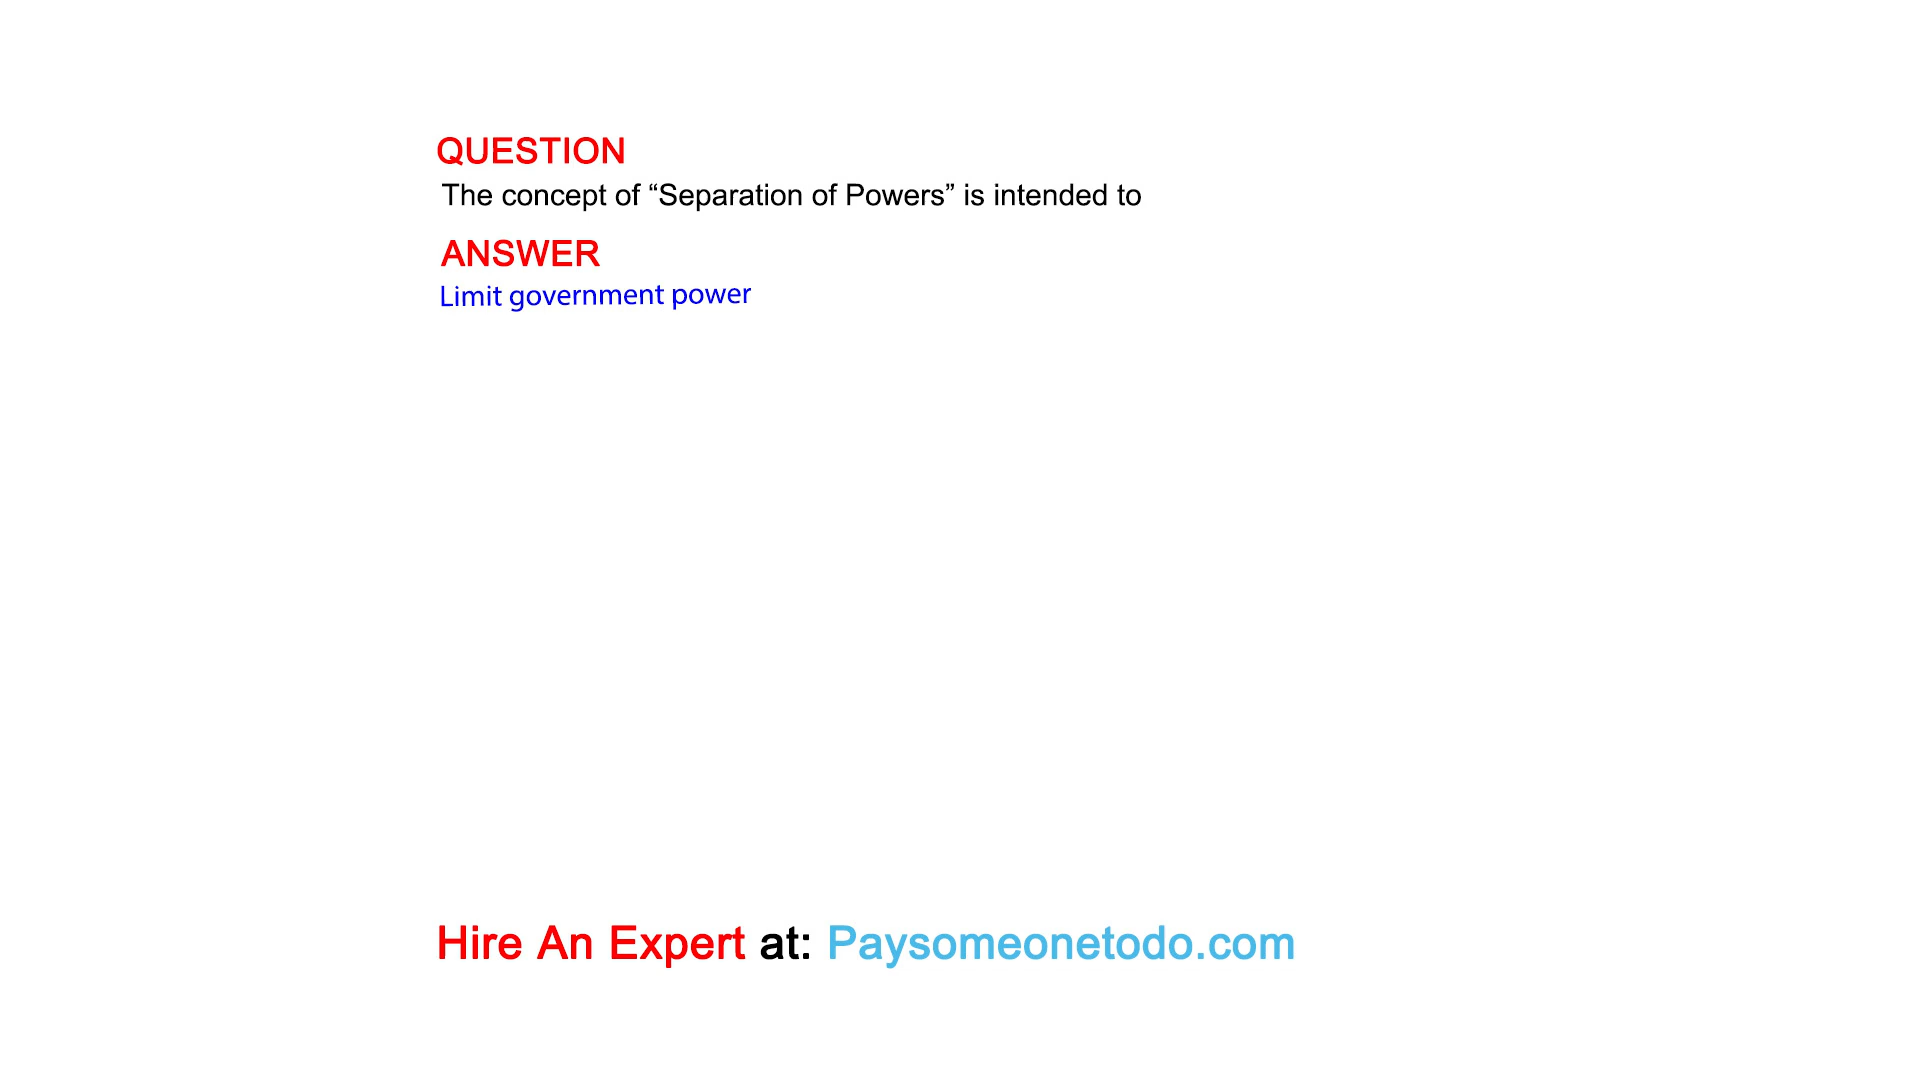 QUESTION
The concept of “Separation of Powers” is intended to
ANSWER
Limit government power
Hire An Expert at: Paysomeonetodo.com